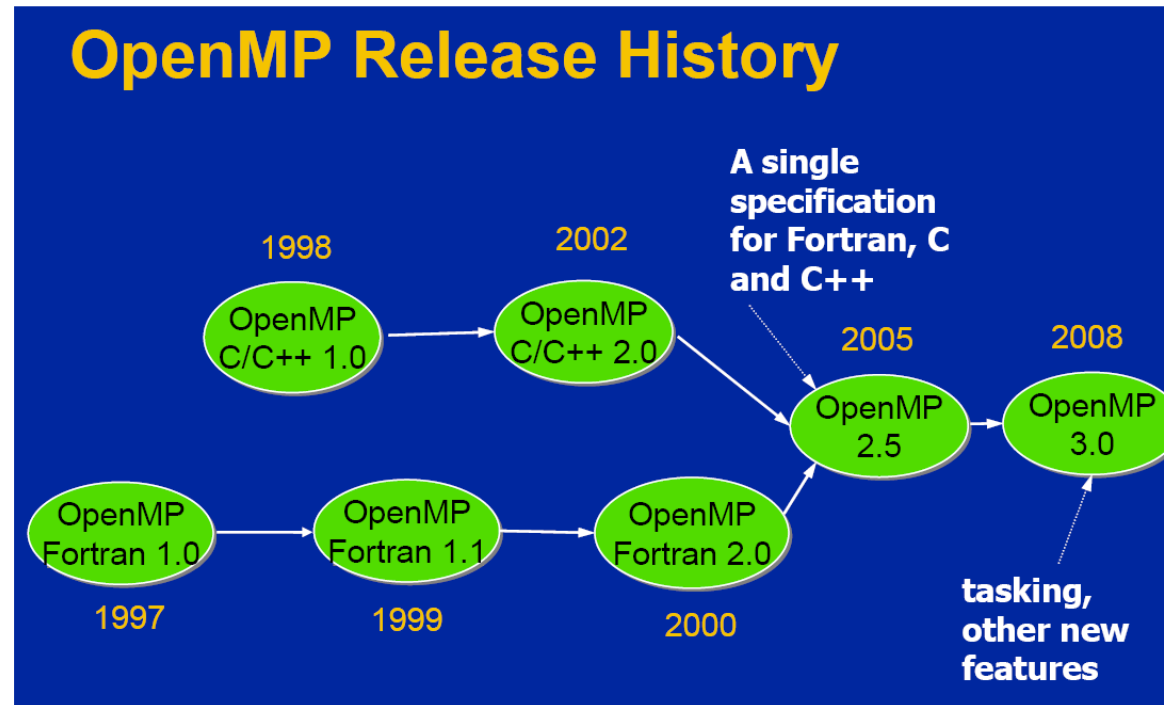 OpenMP Release History
A single
specification
for Fortran, C
and C++
1998
2002
OpenMP
C/C++ 1.0
OpenMP
C/C++ 2.0
2005
2008
OpenMP
2.5
OpenMP
3.0
OpenMP
Fortran 1.0
OpenMP
Fortran 1.1
OpenMP
Fortran 2.0
1997
1999
2000
tasking,
other new
features